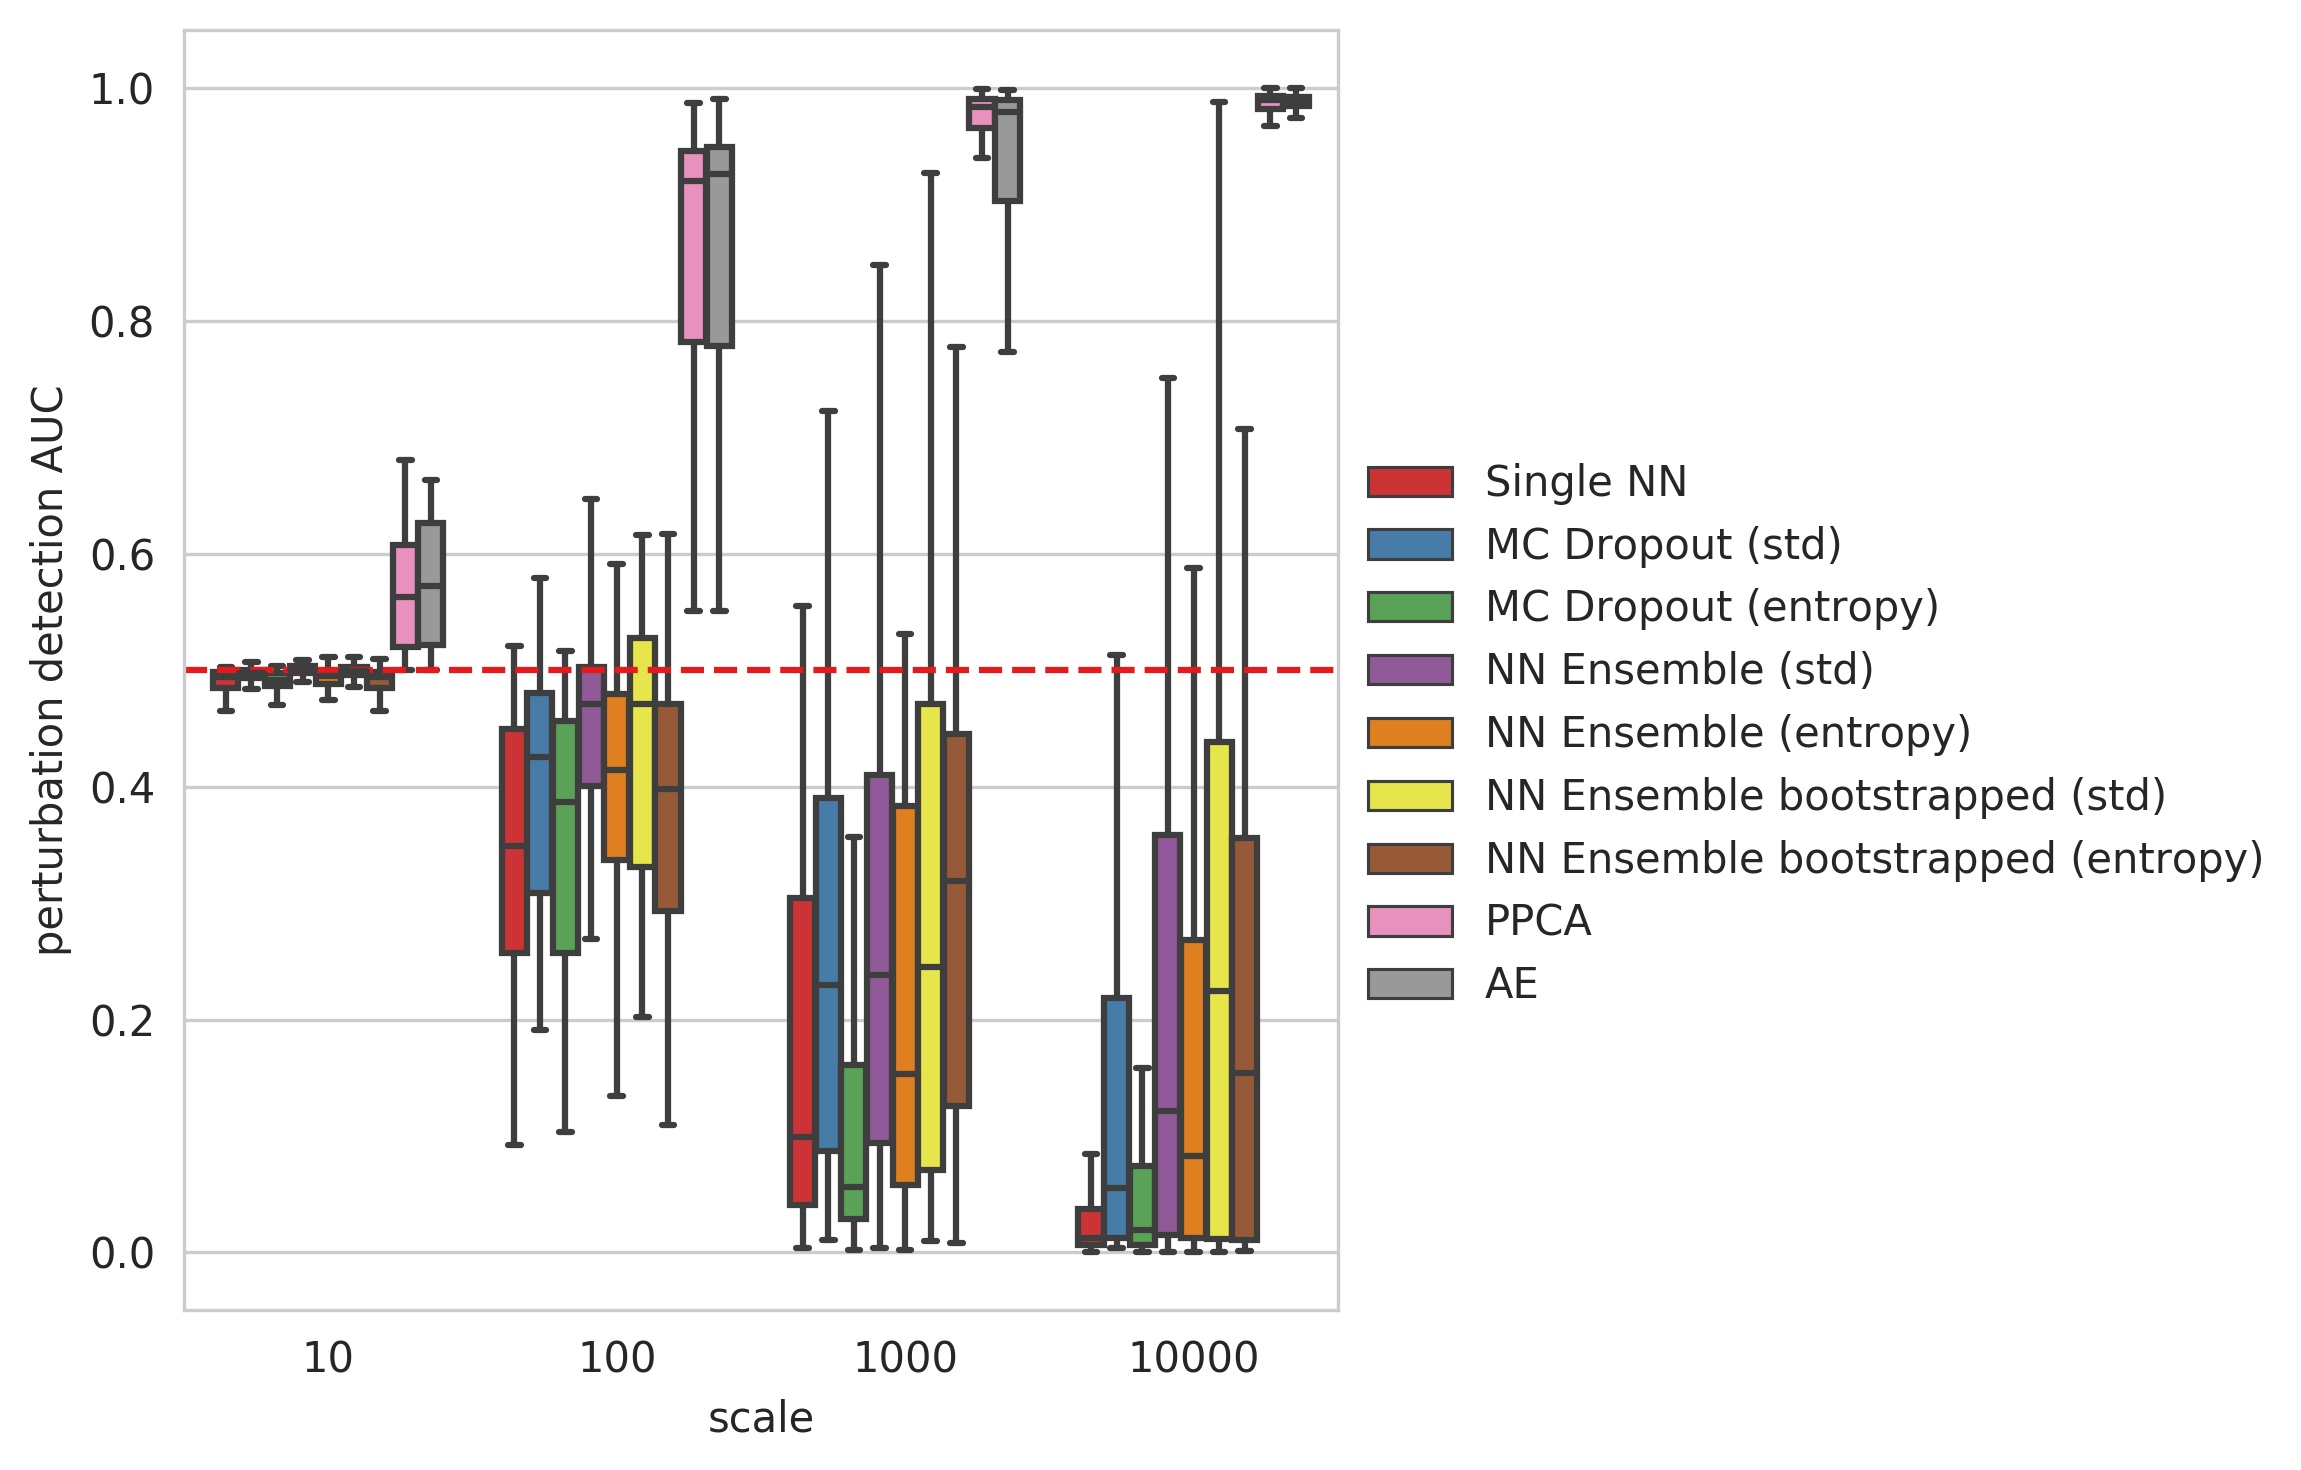 perturbation detection AUC
1.0
0.8
0.6
0.4
0.2
0.0
10 100 1000 10000
scale
Single NN
MC Dropout (std)
MC Dropout (entropy)
NN Ensemble (std)
NN Ensemble (entropy)
NN Ensemble bootstrapped (std)
NN Ensemble bootstrapped (entropy)
PPCA
AE